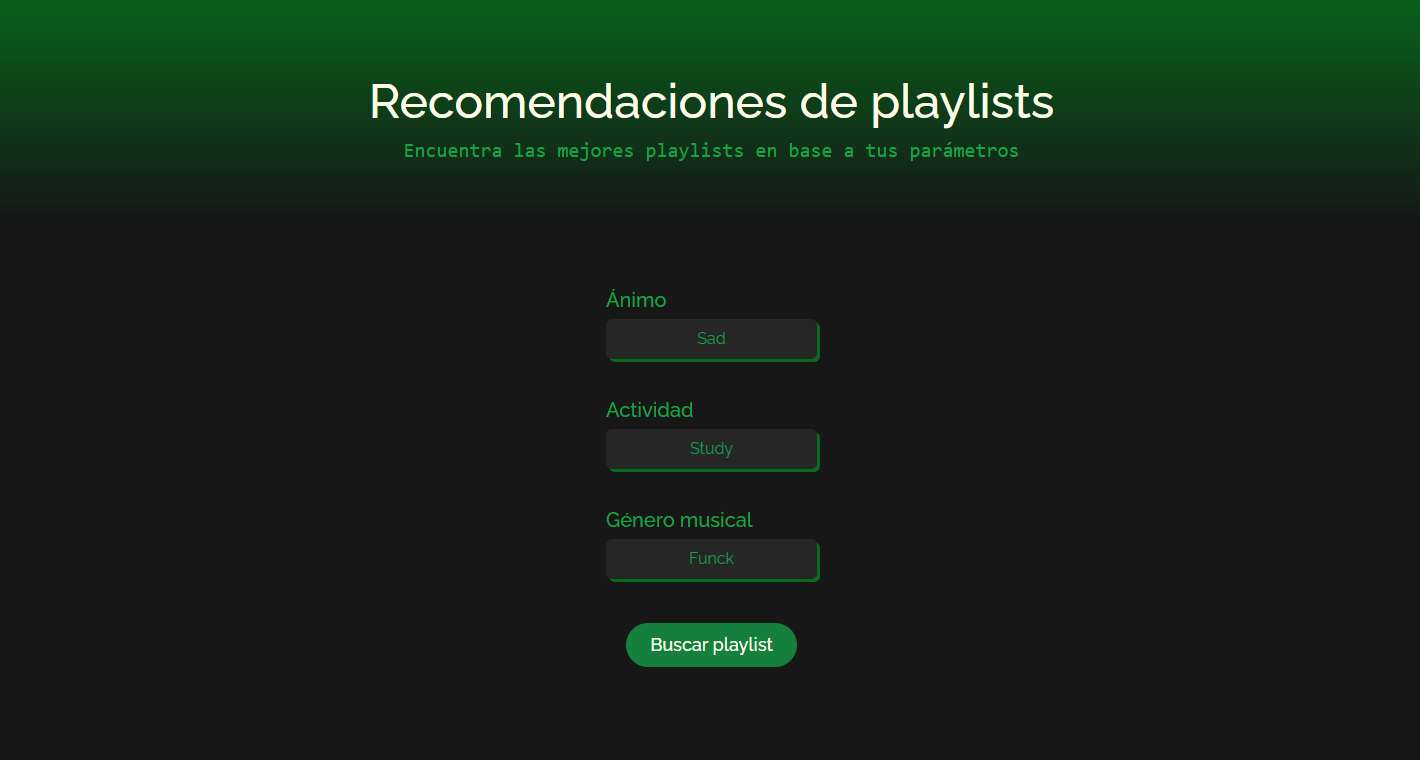 Recomendaciones de playlists
Encuentra las mejores playlists en base a tus parámetros
Ánimo
Sad
Actividad
Study
Género musical
Funck
Buscar playlist